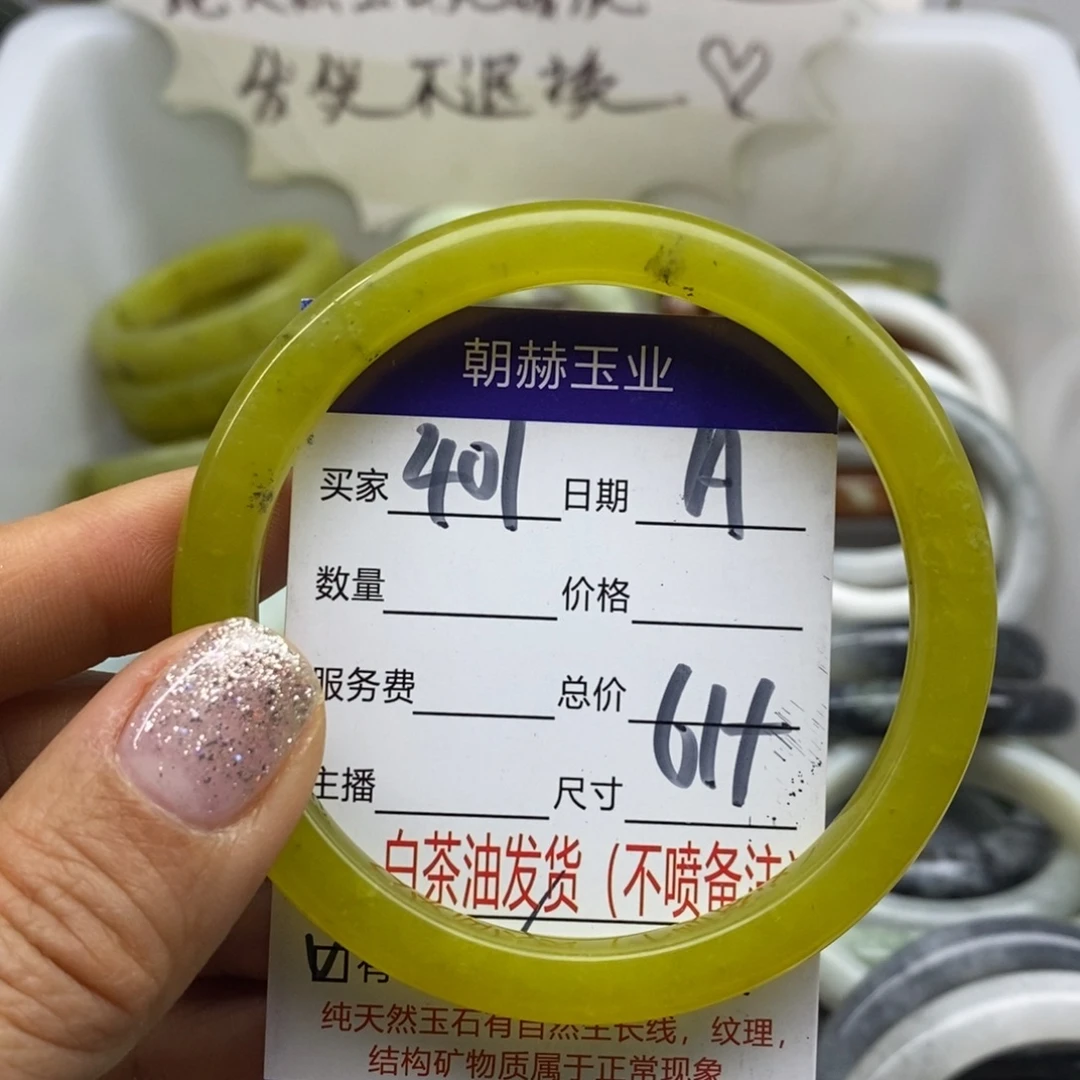 售出不退换
朝赫玉业
买家 401 日期 A
数量 价格
服务费 总价 61+
主播 尺寸
白茶油发货（不喷备注）
有
纯天然玉石有自然生长线，纹理，
结构矿物质属于正常现象